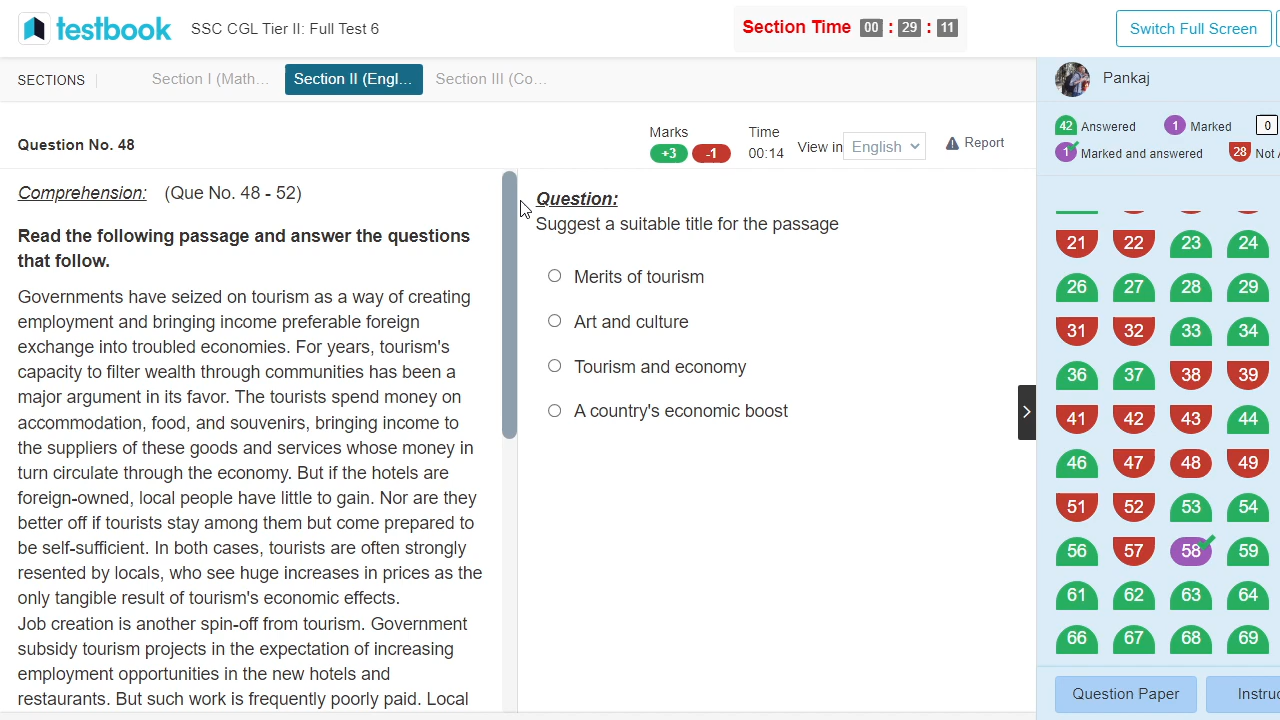 testbook
SSC CGL Tier II: Full Test 6
Section Time 00 : 29 : 11
Switch Full Screen
SECTIONS
Section I (Math...
Section II (Engl...
Section III (Co...
Pankaj
42 Answered
1 Marked
0
1 Marked and answered
28 Not
Question No. 48
Marks
+3 -1
Time
00:14
View in English
Report
Comprehension: (Que No. 48 - 52)
Read the following passage and answer the questions
that follow.
Governments have seized on tourism as a way of creating
employment and bringing income preferable foreign
exchange into troubled economies. For years, tourism's
capacity to filter wealth through communities has been a
major argument in its favor. The tourists spend money on
accommodation, food, and souvenirs, bringing income to
the suppliers of these goods and services whose money in
turn circulate through the economy. But if the hotels are
foreign-owned, local people have little to gain. Nor are they
better off if tourists stay among them but come prepared to
be self-sufficient. In both cases, tourists are often strongly
resented by locals, who see huge increases in prices as the
only tangible result of tourism's economic effects.
Job creation is another spin-off from tourism. Government
subsidy tourism projects in the expectation of increasing
employment opportunities in the new hotels and
restaurants. But such work is frequently poorly paid. Local
Question:
Suggest a suitable title for the passage
Merits of tourism
Art and culture
Tourism and economy
A country's economic boost
21 22 23 24
26 27 28 29
31 32 33 34
36 37 38 39
41 42 43 44
46 47 48 49
51 52 53 54
56 57 58 59
61 62 63 64
66 67 68 69
Question Paper
Instruc